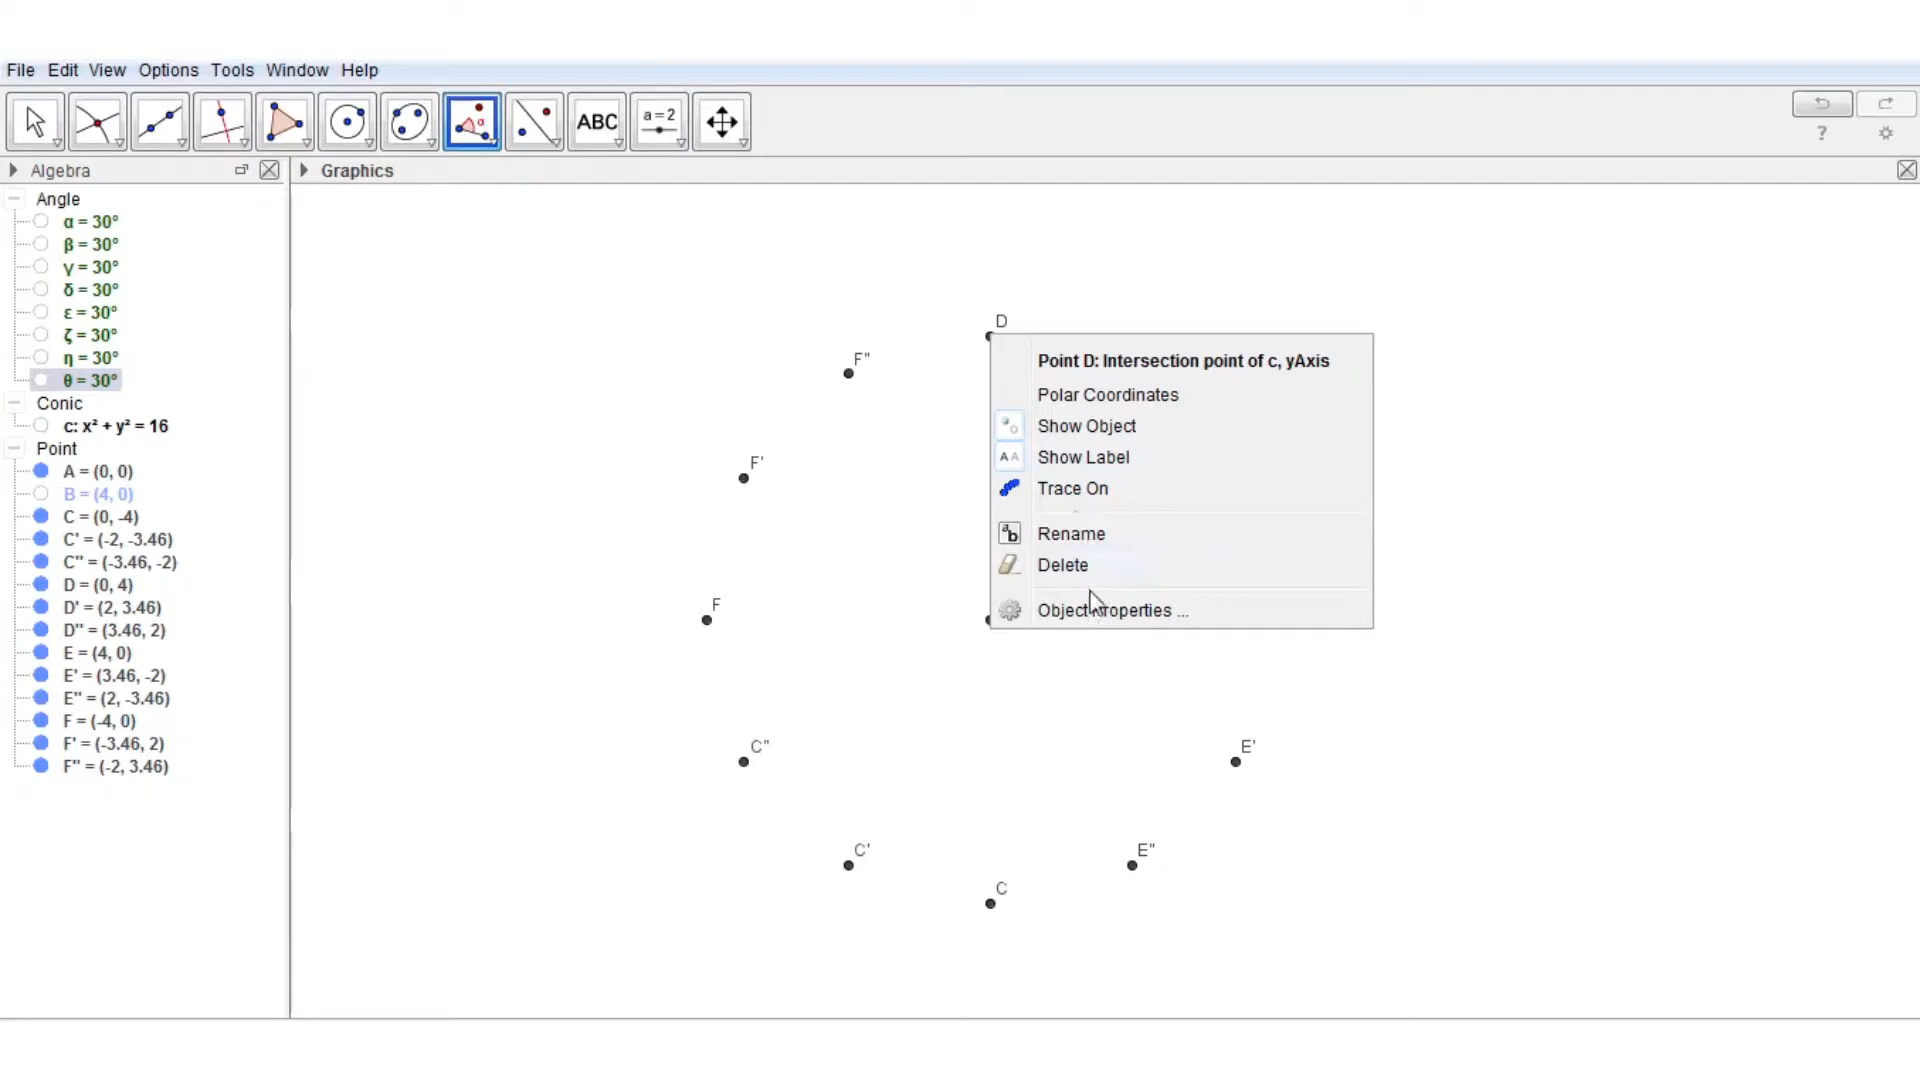 File Edit View Options Tools Window Help
ABC
a = 2
α
?
Algebra
Graphics
Angle
α = 30°
β = 30°
γ = 30°
δ = 30°
ε = 30°
ζ = 30°
η = 30°
θ = 30°
Conic
c: x² + y² = 16
Point
A = (0, 0)
B = (4, 0)
C = (0, -4)
C' = (-2, -3.46)
C'' = (-3.46, -2)
D = (0, 4)
D' = (2, 3.46)
D'' = (3.46, 2)
E = (4, 0)
E' = (3.46, -2)
E'' = (2, -3.46)
F = (-4, 0)
F' = (-3.46, 2)
F'' = (-2, 3.46)
D
F''
F'
F
C''
E'
C'
E''
C
Point D: Intersection point of c, yAxis
Polar Coordinates
Show Object
AA Show Label
Trace On
ab Rename
Delete
Object Properties ...